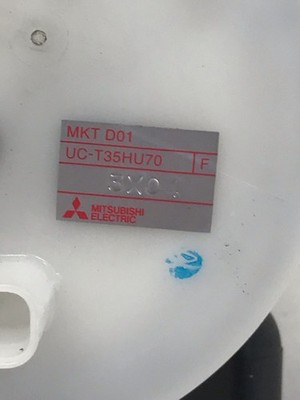 MKT D01
UC-T35HU70 F
MITSUBISHI
ELECTRIC